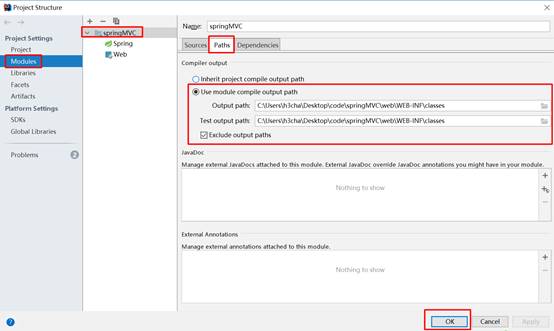 Project Structure
Project Settings
Project
Modules
Libraries
Facets
Artifacts
Platform Settings
SDKs
Global Libraries
Problems 2
springMVC
Spring
Web
Name: springMVC
Sources Paths Dependencies
Compiler output
Inherit project compile output path
Use module compile output path
Output path: C:\Users\h3cha\Desktop\code\springMVC\web\WEB-INF\classes
Test output path: C:\Users\h3cha\Desktop\code\springMVC\web\WEB-INF\classes
Exclude output paths
JavaDoc
Manage external JavaDocs attached to this module. External JavaDoc override JavaDoc annotations you might have in your module.
Nothing to show
External Annotations
Manage external annotations attached to this module.
Nothing to show
OK Cancel Apply